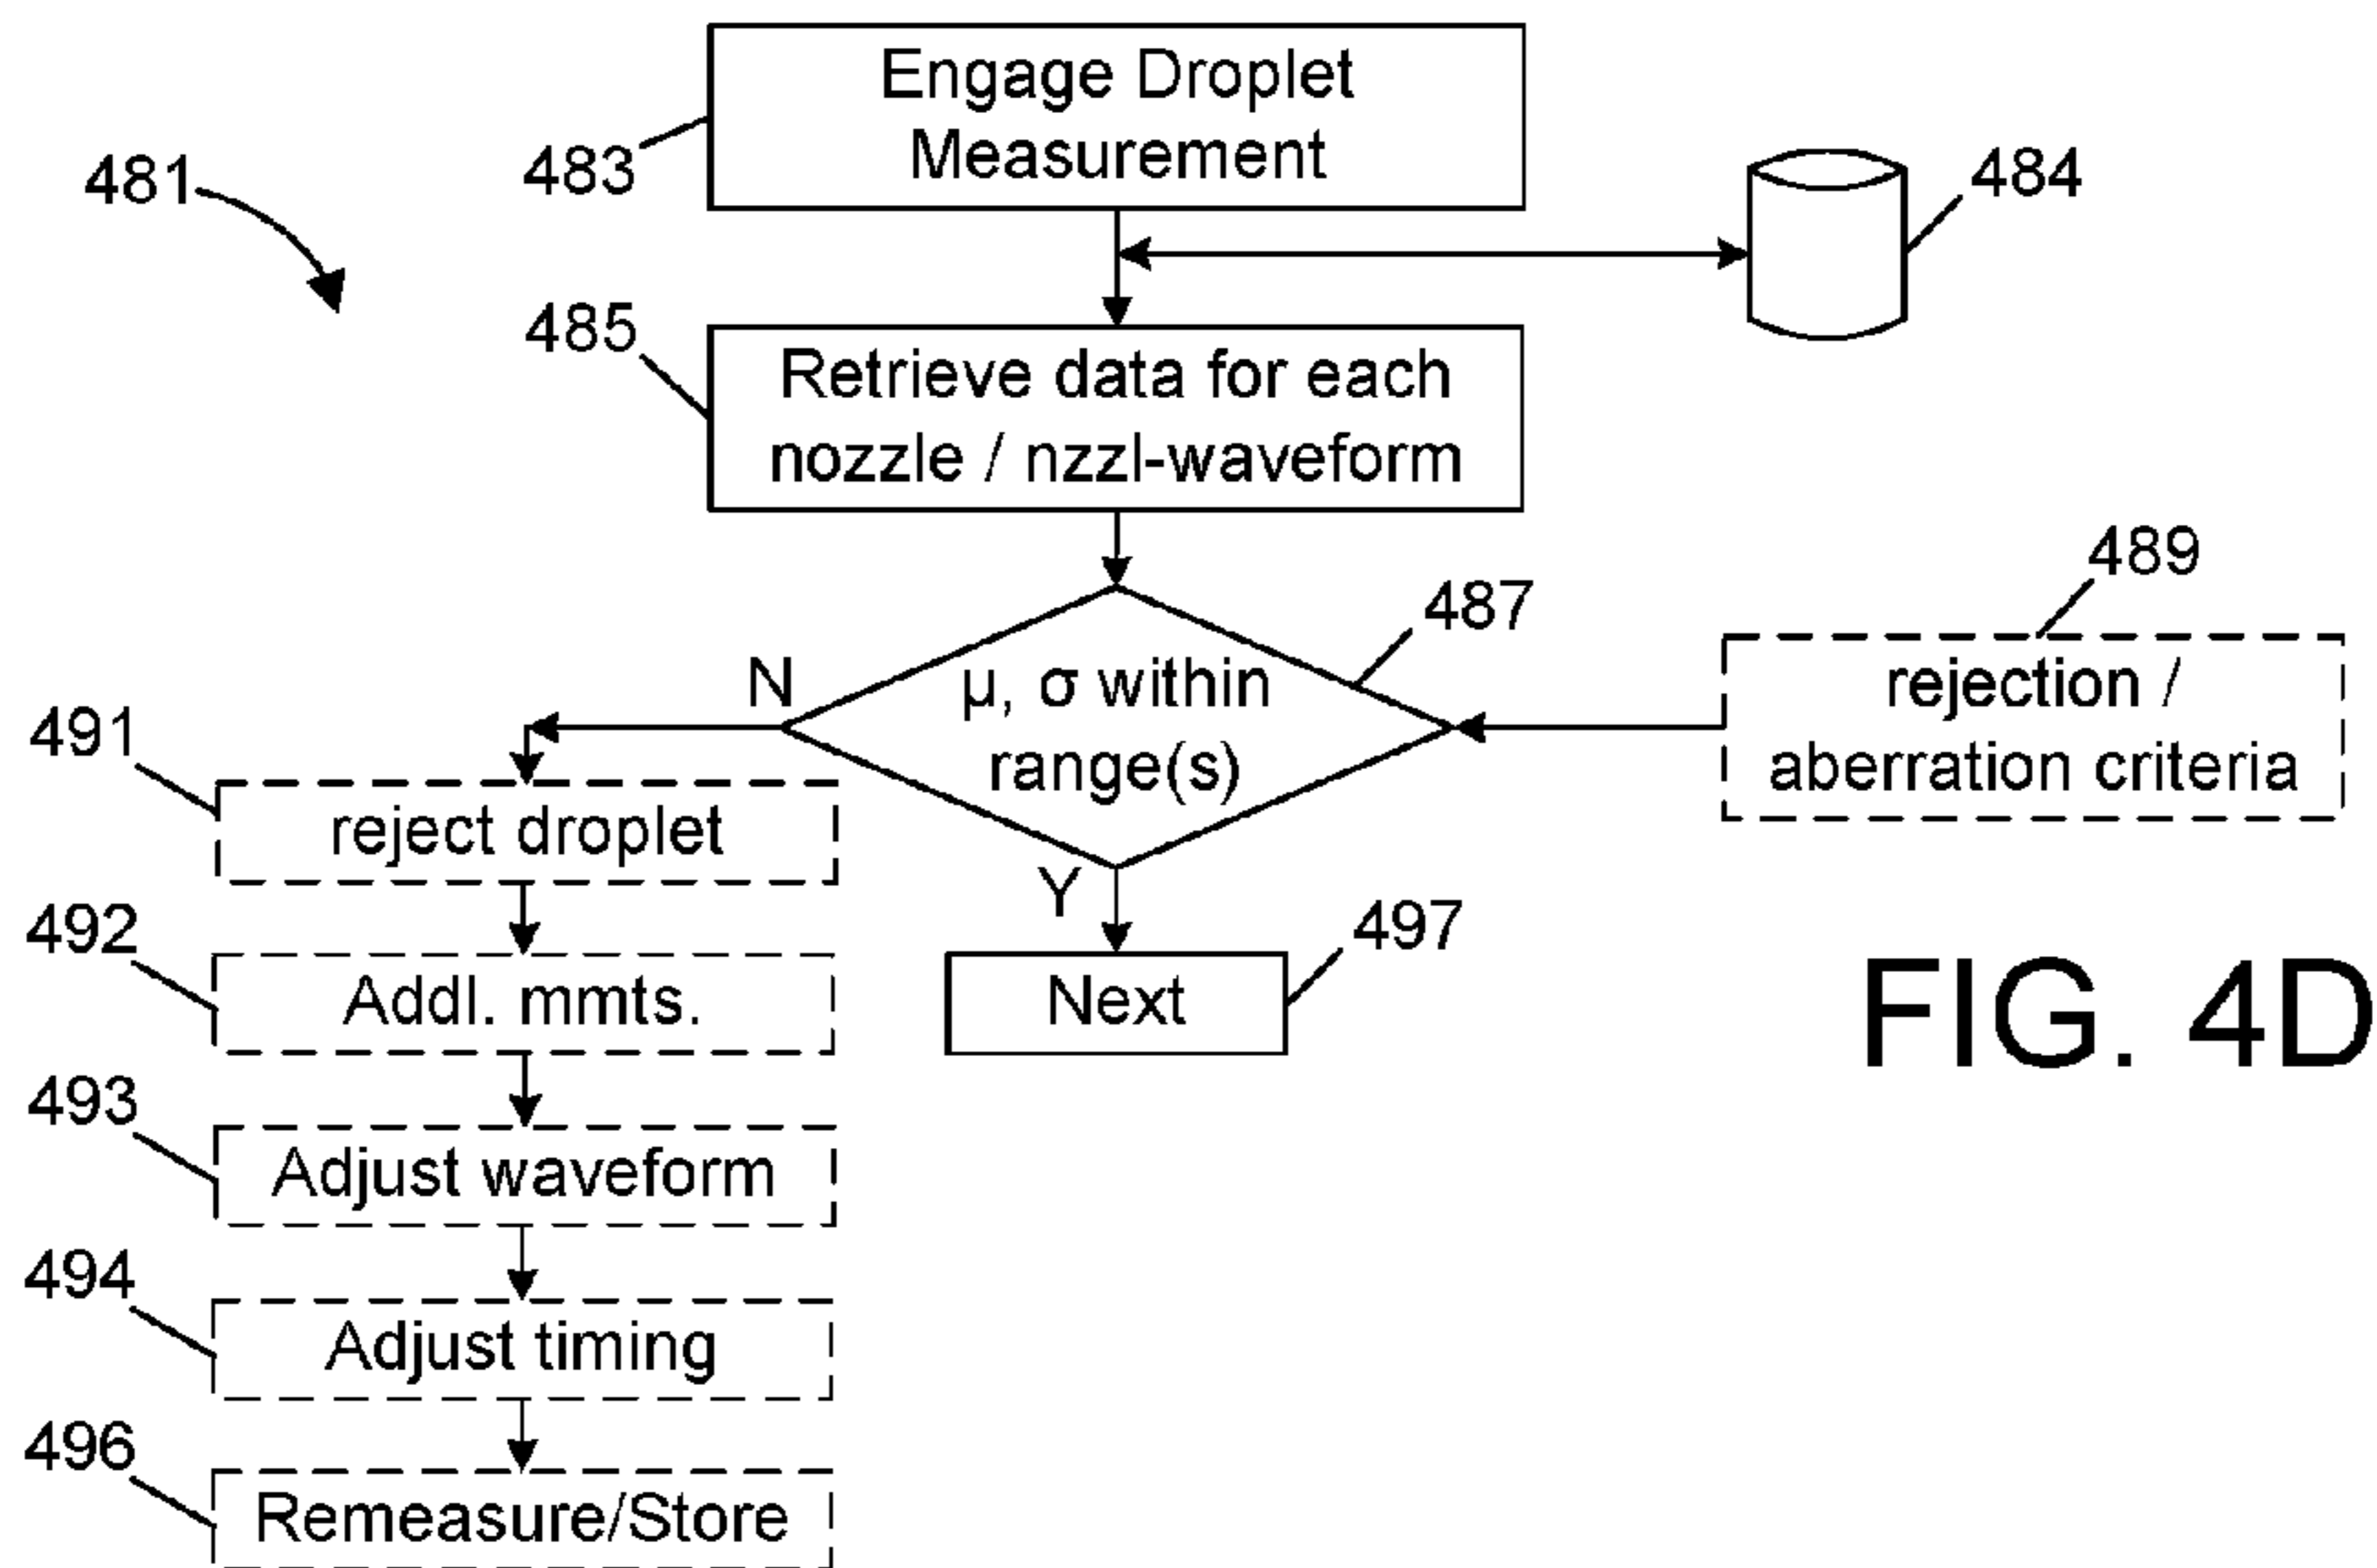 Engage Droplet
Measurement
483
481
484
485
Retrieve data for each
nozzle / nzzl-waveform
489
487
N
μ, σ within
range(s)
rejection /
aberration criteria
491
reject droplet
Y
492
Addl. mmts.
497
Next
FIG. 4D
493
Adjust waveform
494
Adjust timing
496
Remeasure/Store